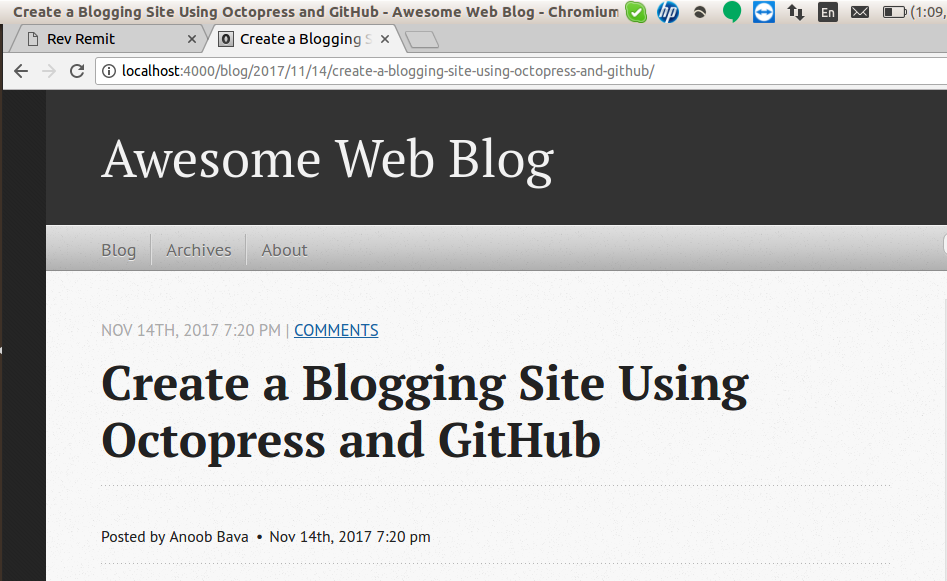 Create a Blogging Site Using Octopress and GitHub - Awesome Web Blog - Chromium hp En (1:09,
Rev Remit × Create a Blogging S ×
localhost:4000/blog/2017/11/14/create-a-blogging-site-using-octopress-and-github/
Awesome Web Blog
Blog Archives About
NOV 14TH, 2017 7:20 PM | COMMENTS
Create a Blogging Site Using
Octopress and GitHub
Posted by Anoob Bava • Nov 14th, 2017 7:20 pm